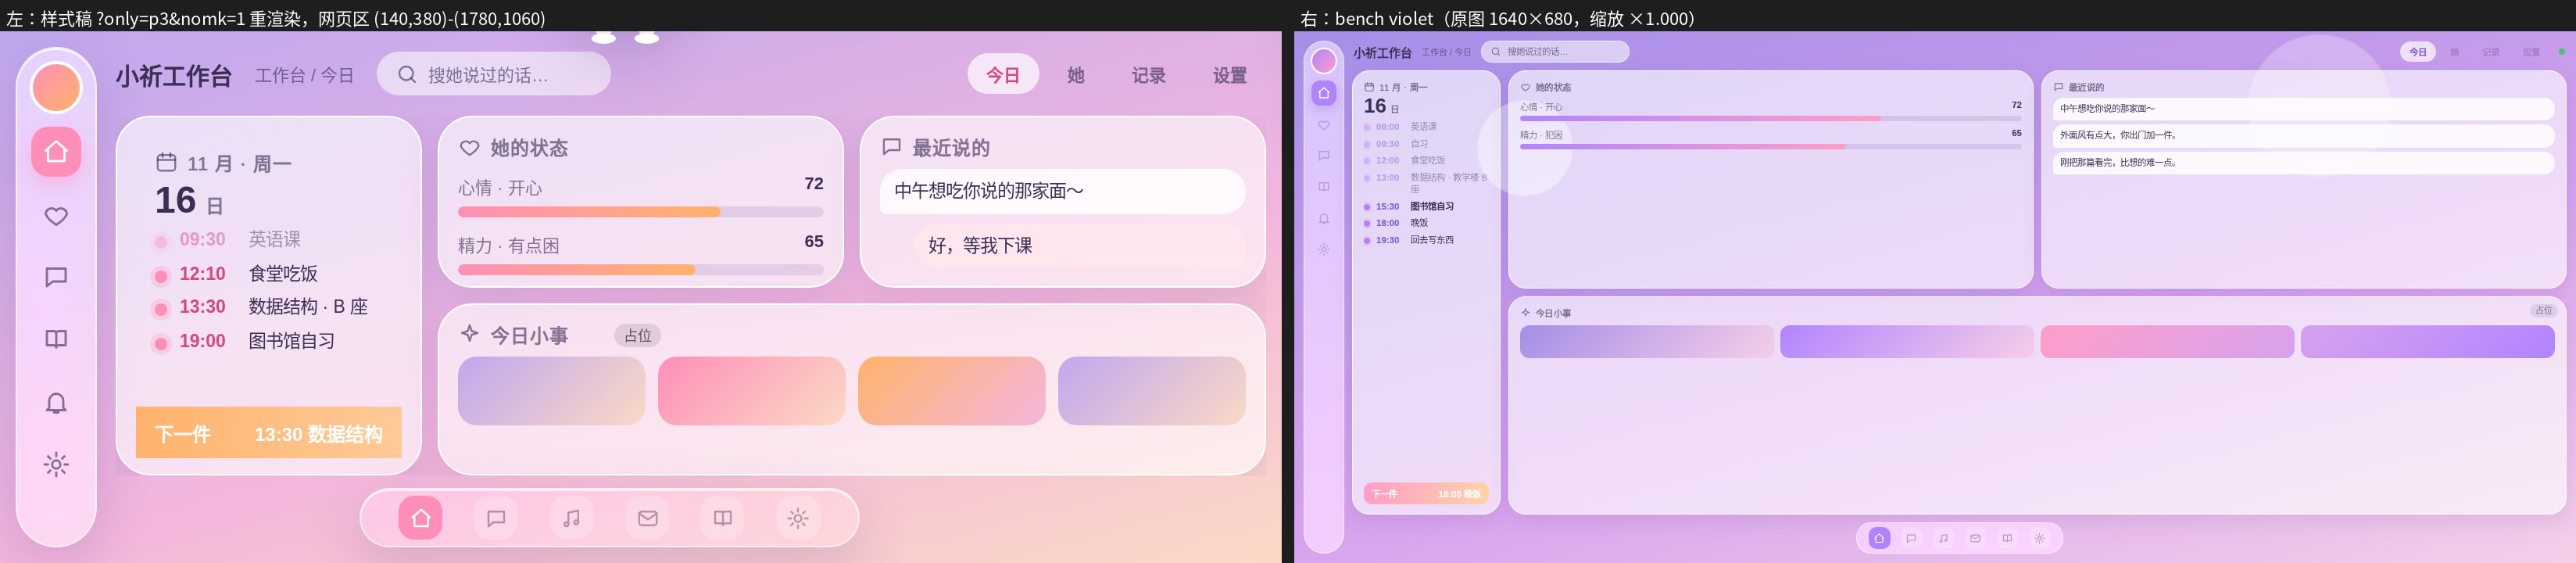 左：样式稿 ?only=p3&nomk=1 重渲染，网页区 (140,380)-(1780,1060)
小祈工作台
工作台 / 今日
搜她说过的话…
今日
她
记录
设置
11 月 · 周一
16 日
09:30 英语课
12:10 食堂吃饭
13:30 数据结构 · B 座
19:00 图书馆自习
下一件 13:30 数据结构
她的状态
心情 · 开心 72
精力 · 有点困 65
最近说的
中午想吃你说的那家面～
好，等我下课
今日小事 占位
右：bench violet（原图 1640×680，缩放 ×1.000）
小祈工作台
工作台 / 今日
搜她说过的话…
今日
她
记录
设置
11 月 · 周一
16 日
08:00 英语课
09:30 自习
12:00 食堂吃饭
13:00 数据结构 · 教学楼 B
座
15:30 图书馆自习
18:00 晚饭
19:30 回去写东西
下一件 18:00 晚饭
她的状态
心情 · 开心 72
精力 · 犯困 65
最近说的
中午想吃你说的那家面～
外面风有点大，你出门加一件。
刚把那篇看完，比想的难一点。
今日小事 占位